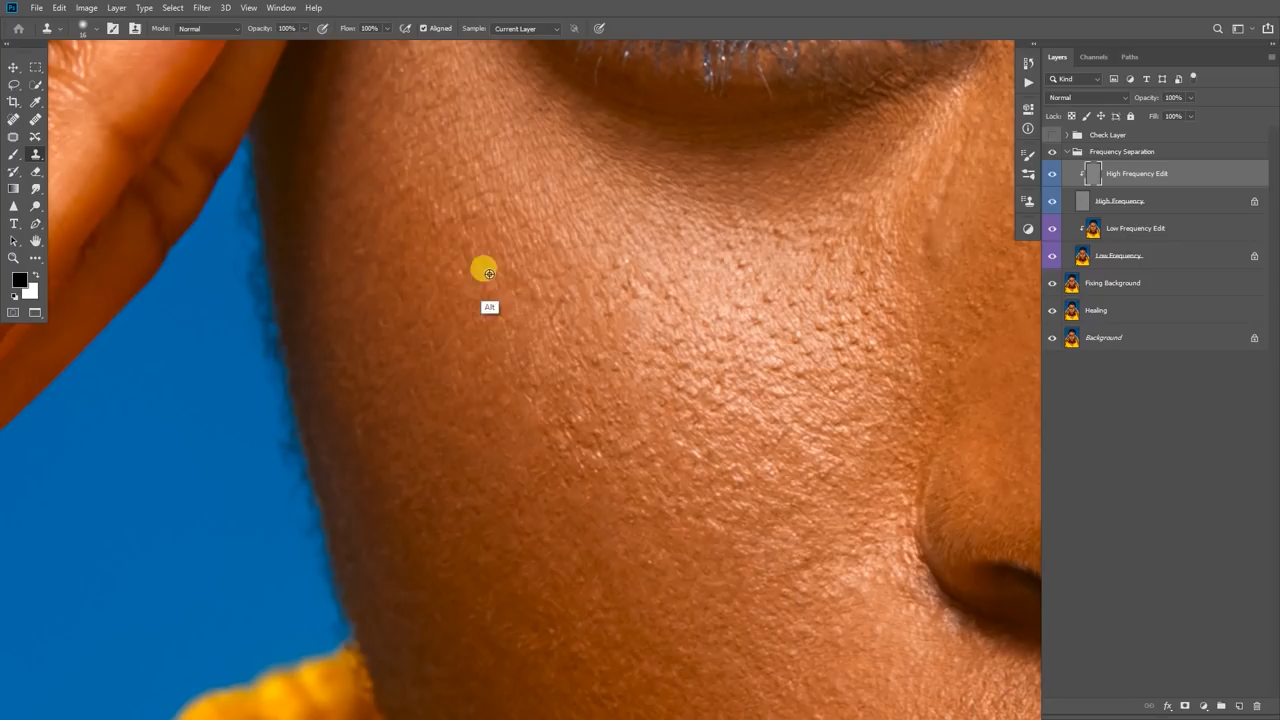 Ps File Edit Image Layer Type Select Filter 3D View Window Help
16 Mode: Normal Opacity: 100% Flow: 100% Aligned Sample: Current Layer
Layers Channels Paths
Kind
Normal Opacity: 100%
Lock: Fill: 100%
Check Layer
Frequency Separation
High Frequency Edit
High Frequency
Low Frequency Edit
Low Frequency
Fixing Background
Healing
Background
Alt